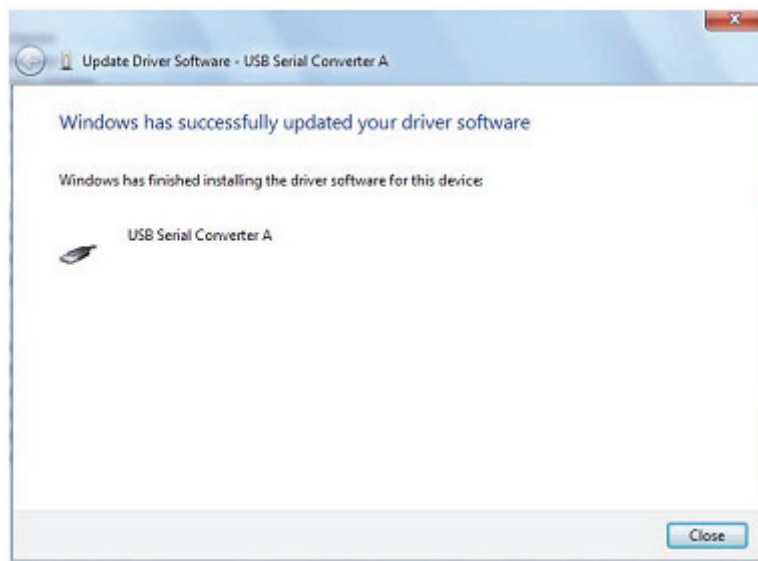 Update Driver Software - USB Serial Converter A
Windows has successfully updated your driver software
Windows has finished installing the driver software for this device:
USB Serial Converter A
Close